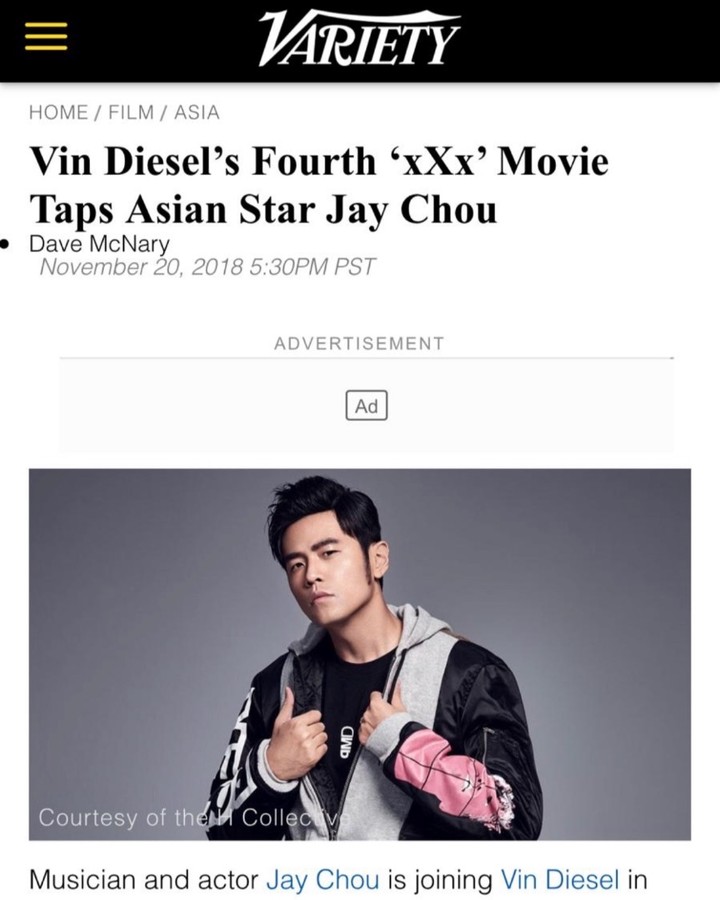 VARIETY
HOME / FILM / ASIA
Vin Diesel’s Fourth ‘xXx’ Movie
Taps Asian Star Jay Chou
• Dave McNary
November 20, 2018 5:30PM PST
ADVERTISEMENT
Ad
DMD
Courtesy of the H Collective
Musician and actor Jay Chou is joining Vin Diesel in